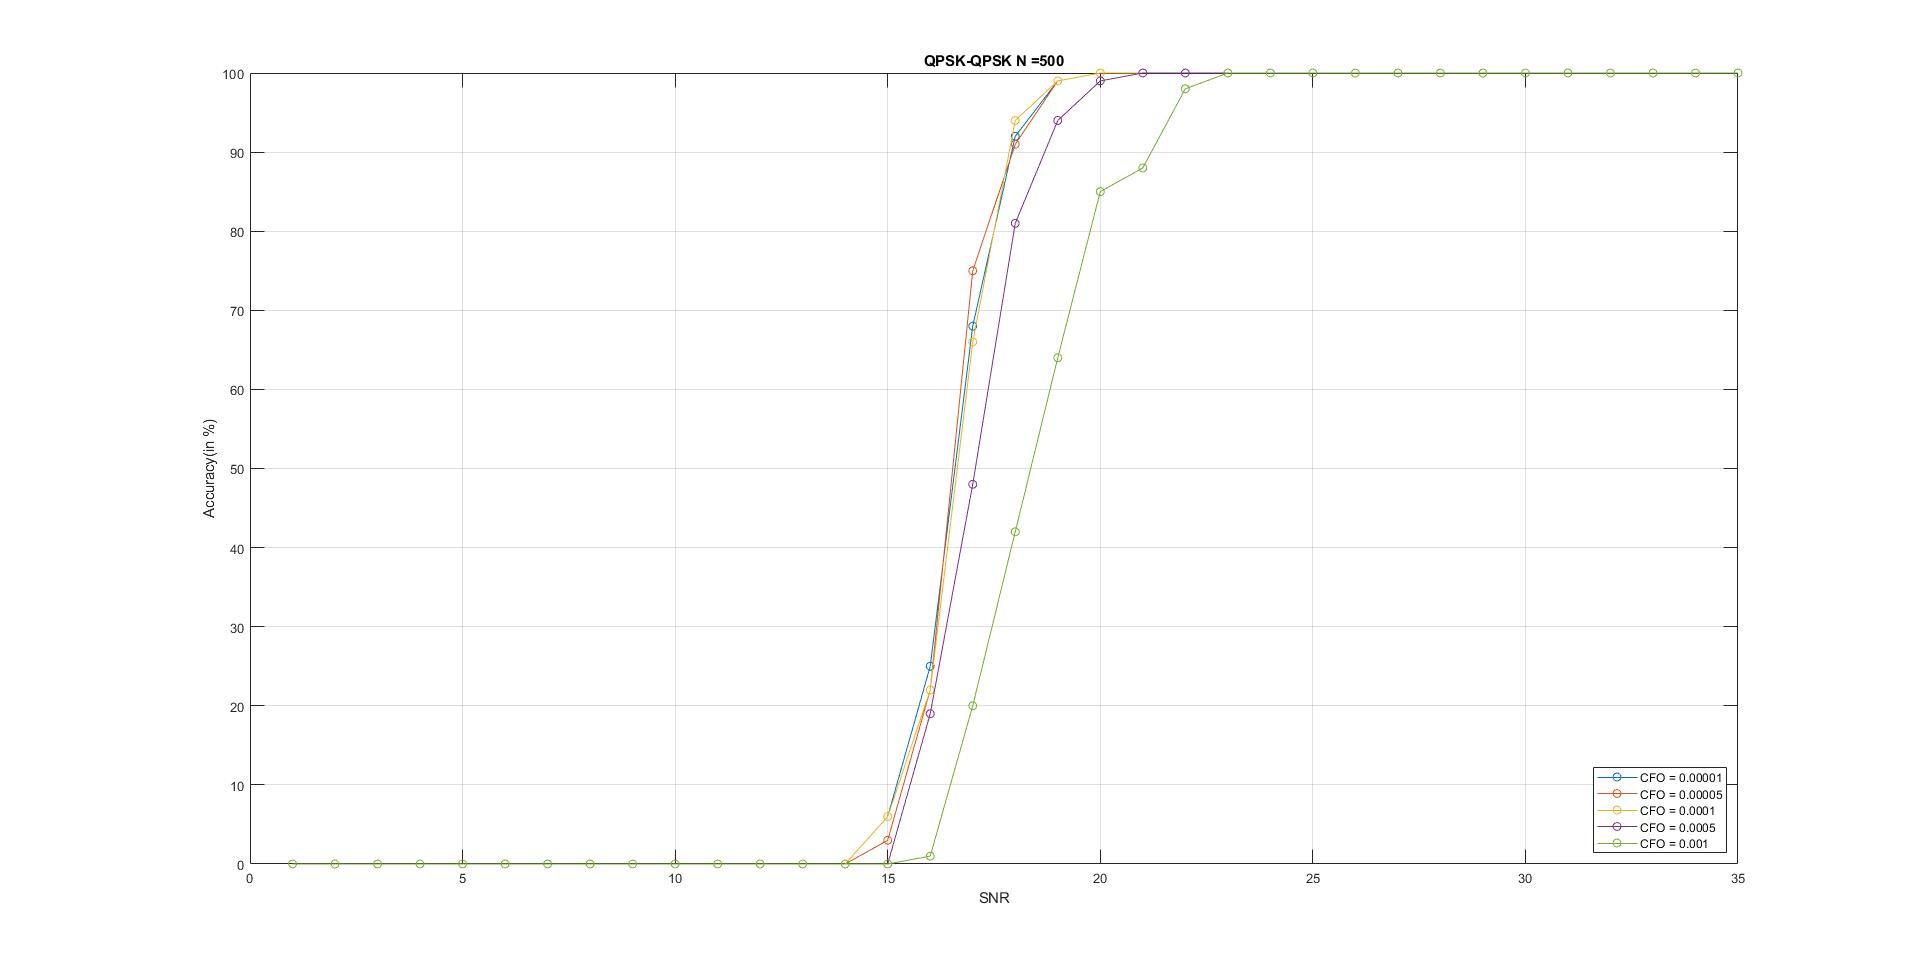 QPSK-QPSK N =500
100
90
80
70
60
50
40
30
20
10
0
Accuracy(in %)
0 5 10 15 20 25 30 35
SNR
CFO = 0.00001
CFO = 0.00005
CFO = 0.0001
CFO = 0.0005
CFO = 0.001